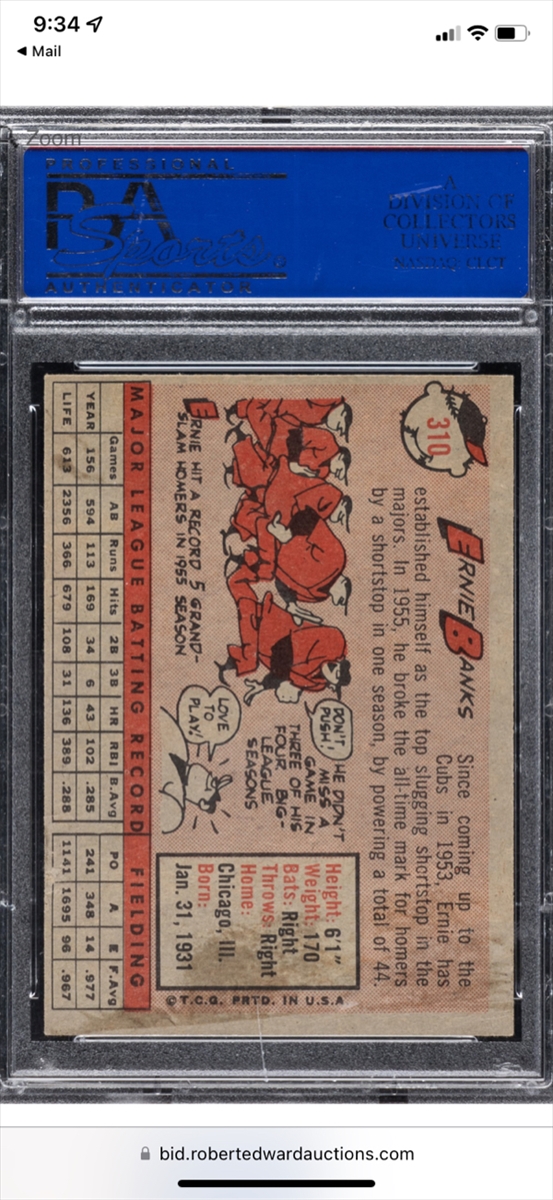 9:34
Mail
Zoom
PROFESSIONAL
PSA
Sports
AUTHENTICATOR
A
DIVISION OF
COLLECTORS
UNIVERSE
NASDAQ: CLCT
310
ERNIE BANKS
Since coming up to the
Cubs in 1953, Ernie has
established himself as the top slugging shortstop in the
majors. In 1955, he broke the all-time mark for homers
by a shortstop in one season, by powering a total of 44.
DON'T
PUSH!
HE DIDN'T
MISS A
GAME IN
THREE OF HIS
FOUR BIG-
LEAGUE
SEASONS
LOVE
TO
PLAY!
ERNIE HIT A RECORD 5 GRAND-
SLAM HOMERS IN 1955 SEASON
Height: 6'1"
Weight: 170
Bats: Right
Throws: Right
Home:
Chicago, Ill.
Born:
Jan. 31, 1931
©T.C.G. PRTD. IN U.S.A
MAJOR LEAGUE BATTING RECORD FIELDING
Games AB Runs Hits 2B 3B HR RBI B.Avg PO A E F.Avg
YEAR 156 594 113 169 34 6 43 102 .285 241 348 14 .977
LIFE 613 2356 366 679 108 31 136 389 .288 1141 1695 96 .967
bid.robertedwardauctions.com